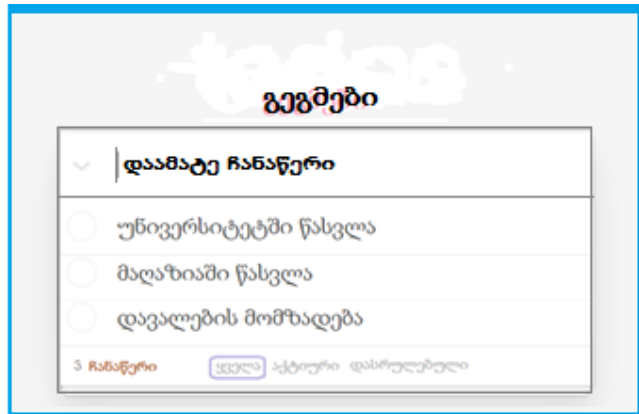 გეგმები
დაამატე ჩანაწერი
უნივერსიტეტში წასვლა
მაღაზიაში წასვლა
დავალების მომზადება
3 ჩანაწერი ყველა აქტიური დასრულებული